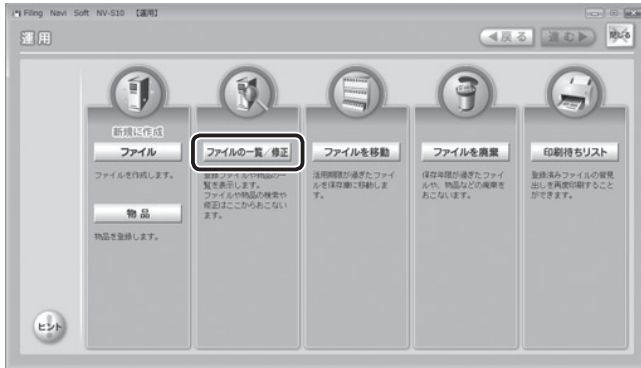 Filing Navi Soft NV-S10 【運用】
運用
戻る
進む
閉じる
新規に作成
ファイル
ファイルを作成します。
物品
物品を登録します。
ファイルの一覧／修正
登録ファイルや物品の一
覧を表示します。
ファイルや物品の検索や
修正はここからおこない
ます。
ファイルを移動
活用期限が過ぎたファイ
ルを保存庫に移動しま
す。
ファイルを廃棄
保存年限が過ぎたファイ
ルや、物品などの廃棄を
おこないます。
印刷待ちリスト
登録済みファイルの背見
出しを再度印刷すること
ができます。
ヒント